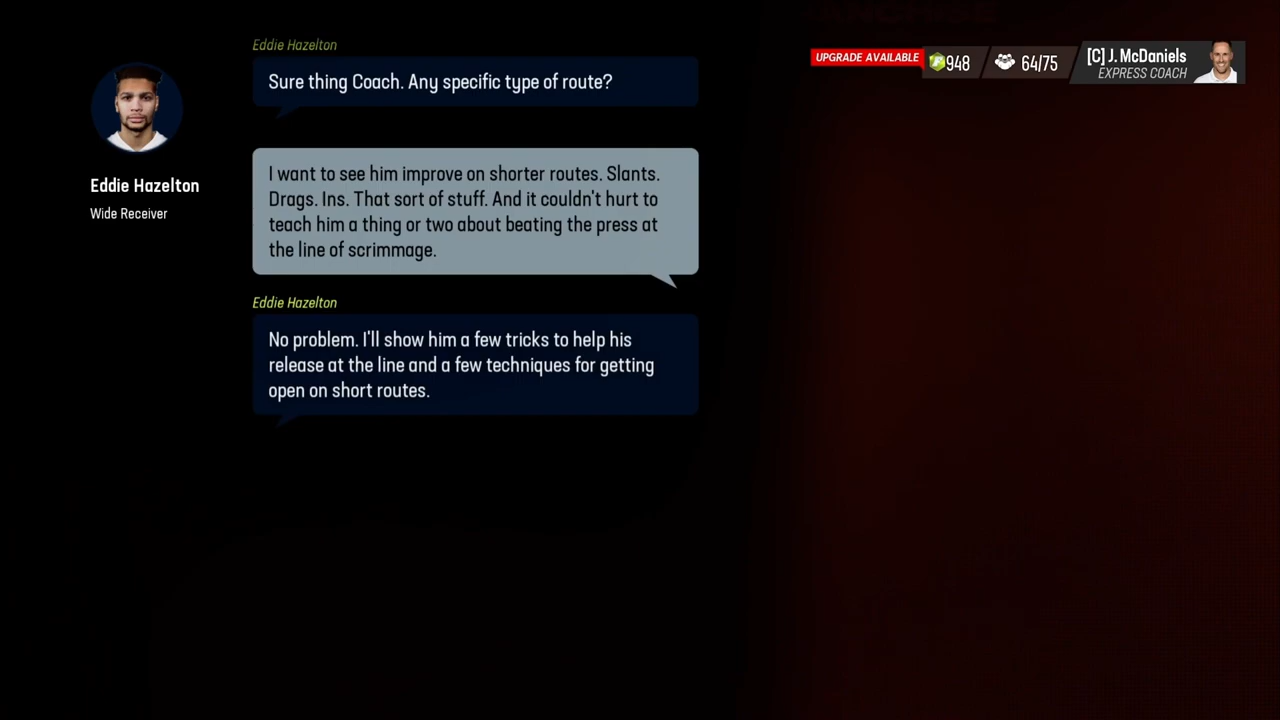 Eddie Hazelton
Sure thing Coach. Any specific type of route?
UPGRADE AVAILABLE
948
64/75
[C] J. McDaniels
EXPRESS COACH
I want to see him improve on shorter routes. Slants.
Drags. Ins. That sort of stuff. And it couldn't hurt to
teach him a thing or two about beating the press at
the line of scrimmage.
Eddie Hazelton
Wide Receiver
Eddie Hazelton
No problem. I'll show him a few tricks to help his
release at the line and a few techniques for getting
open on short routes.